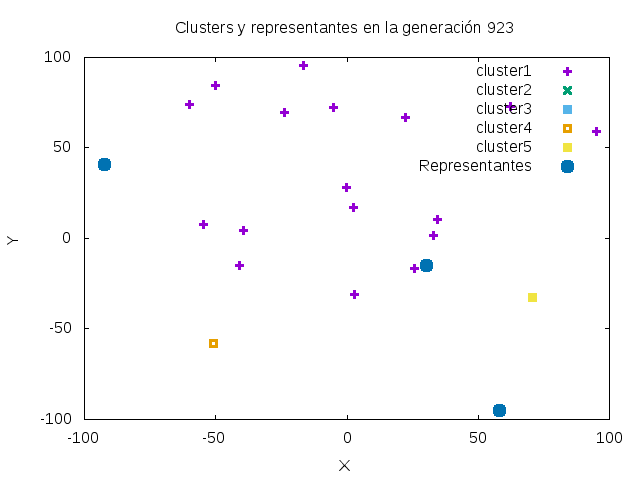 Clusters y representantes en la generación 923
100
50
0
-50
-100
-100
-50
0
50
100
Y
X
cluster1
cluster2
cluster3
cluster4
cluster5
Representantes